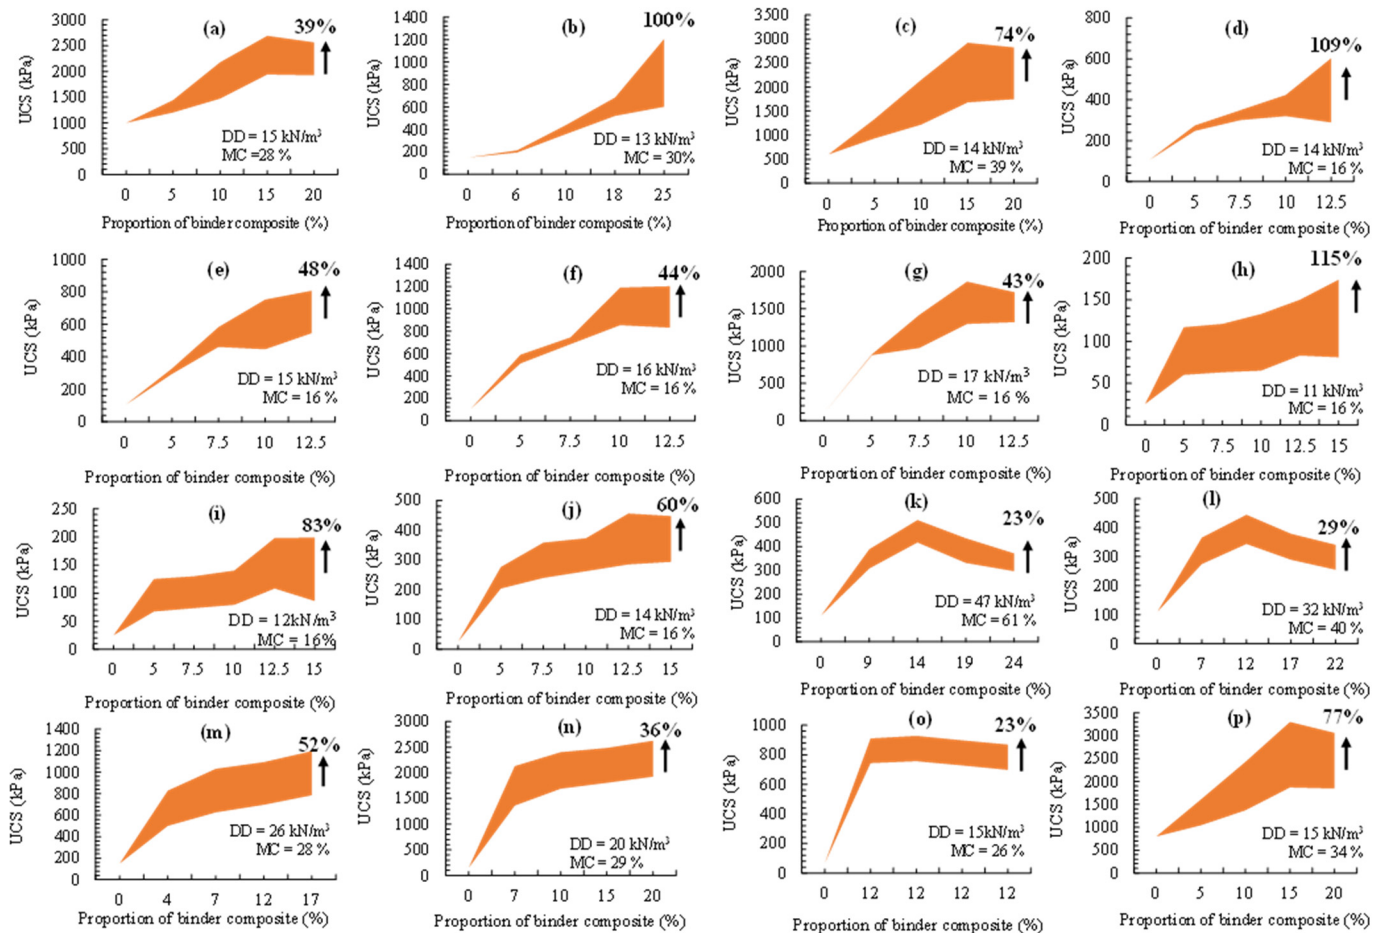 (a)
39%
3000
2500
2000
1500
1000
500
0
UCS (kPa)
DD = 15 kN/m³
MC =28 %
0 5 10 15 20
Proportion of binder composite (%)
(b)
100%
1400
1200
1000
800
600
400
200
0
UCS (kPa)
DD = 13 kN/m³
MC = 30%
0 6 10 18 25
Proportion of binder composite (%)
(c)
74%
3500
3000
2500
2000
1500
1000
500
0
UCS (kPa)
DD = 14 kN/m³
MC = 39 %
0 5 10 15 20
Proportion of binder composite (%)
(d)
109%
800
600
400
200
0
UCS (kPa)
DD = 14 kN/m³
MC = 16 %
0 5 7.5 10 12.5
Proportion of binder composite (%)
(e)
48%
1000
800
600
400
200
0
UCS (kPa)
DD = 15 kN/m³
MC = 16 %
0 5 7.5 10 12.5
Proportion of binder composite (%)
(f)
44%
1400
1200
1000
800
600
400
200
0
UCS (kPa)
DD = 16 kN/m³
MC = 16 %
0 5 7.5 10 12.5
Proportion of binder composite (%)
(g)
43%
2000
1500
1000
500
0
UCS (kPa)
DD = 17 kN/m³
MC = 16 %
0 5 7.5 10 12.5
Proportion of binder composite (%)
(h)
115%
200
150
100
50
0
UCS (kPa)
DD = 11 kN/m³
MC = 16 %
0 5 7.5 10 12.5 15
Proportion of binder composite (%)
(i)
83%
250
200
150
100
50
0
UCS (kPa)
DD = 12kN/m³
MC = 16%
0 5 7.5 10 12.5 15
Proportion of binder composite (%)
(j)
60%
500
400
300
200
100
0
UCS (kPa)
DD = 14 kN/m³
MC = 16 %
0 5 7.5 10 12.5 15
Proportion of binder composite (%)
(k)
23%
600
500
400
300
200
100
0
UCS (kPa)
DD = 47 kN/m³
MC = 61 %
0 9 14 19 24
Proportion of binder composite (%)
(l)
29%
500
400
300
200
100
0
UCS (kPa)
DD = 32 kN/m³
MC = 40 %
0 7 12 17 22
Proportion of binder composite (%)
(m)
52%
1400
1200
1000
800
600
400
200
0
UCS (kPa)
DD = 26 kN/m³
MC = 28 %
0 4 7 12 17
Proportion of binder composite (%)
(n)
36%
3000
2500
2000
1500
1000
500
0
UCS (kPa)
DD = 20 kN/m³
MC = 29 %
0 7 10 15 20
Proportion of binder composite (%)
(o)
23%
1000
800
600
400
200
0
UCS (kPa)
DD = 15kN/m³
MC = 26 %
0 12 12 12 12
Proportion of binder composite (%)
(p)
77%
3500
3000
2500
2000
1500
1000
500
0
UCS (kPa)
DD = 15 kN/m³
MC = 34 %
0 5 10 15 20
Proportion of binder composite (%)